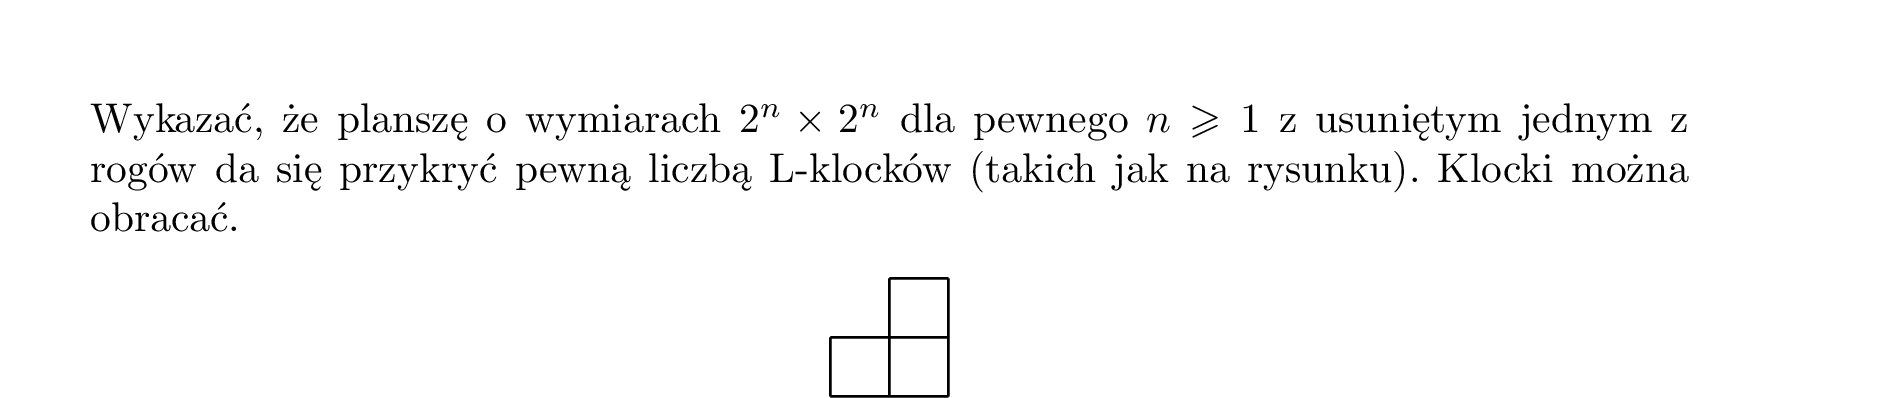 Wykazać, że planszę o wymiarach $2^n \times 2^n$ dla pewnego $n \geqslant 1$ z usuniętym jednym z
rogów da się przykryć pewną liczbą L-klocków (takich jak na rysunku). Klocki można
obracać.